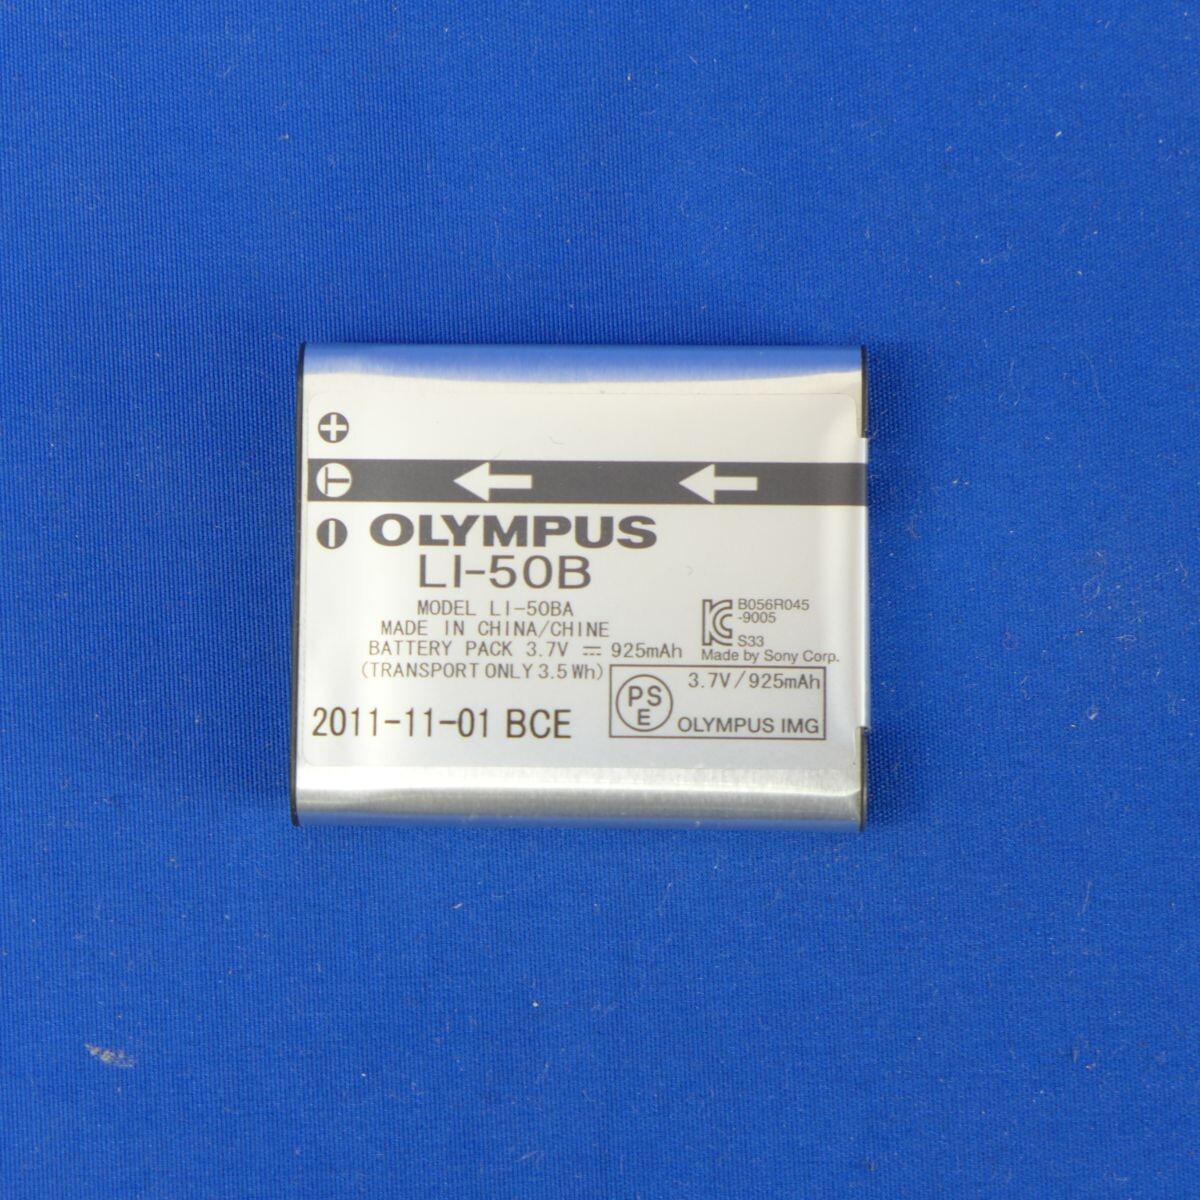 OLYMPUS
LI-50B
MODEL LI-50BA
MADE IN CHINA/CHINE
BATTERY PACK 3.7V ⎓ 925mAh
(TRANSPORT ONLY 3.5 Wh)
2011-11-01 BCE
B056R045
-9005
S33
Made by Sony Corp.
PS
E
3.7V/925mAh
OLYMPUS IMG